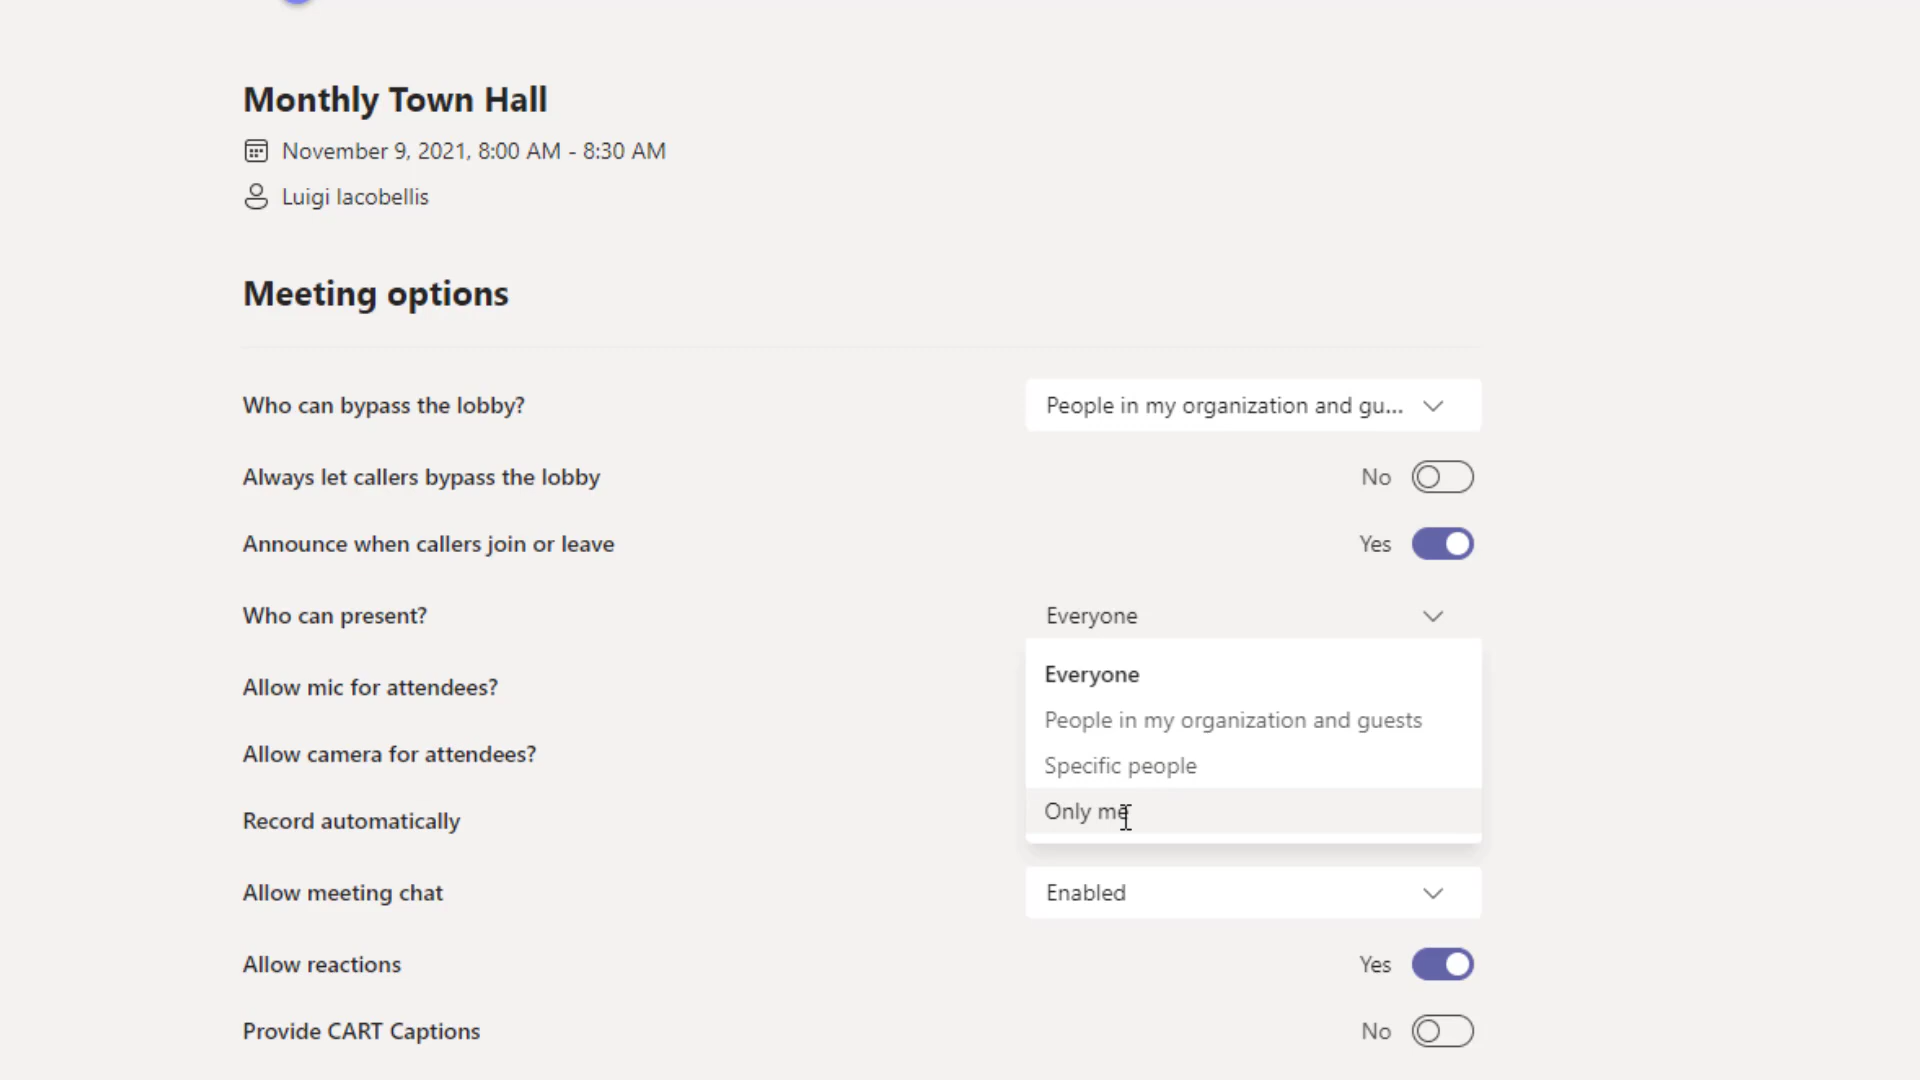 Monthly Town Hall
November 9, 2021, 8:00 AM - 8:30 AM
Luigi Iacobellis
Meeting options
Who can bypass the lobby? People in my organization and gu...
Always let callers bypass the lobby No
Announce when callers join or leave Yes
Who can present? Everyone
Everyone
Allow mic for attendees?
People in my organization and guests
Allow camera for attendees?
Specific people
Only me
Record automatically
Allow meeting chat Enabled
Allow reactions Yes
Provide CART Captions No